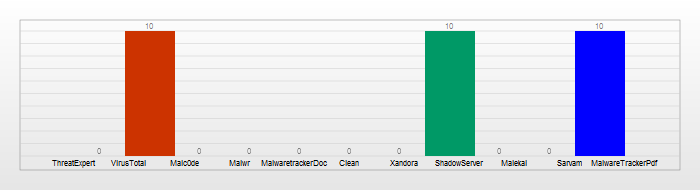 10 10 10
0 0 0 0 0 0 0 0 0
ThreatExpert VirusTotal Malc0de Malwr MalwaretrackerDoc Clean Xandora ShadowServer Malekal Sarvam MalwareTrackerPdf